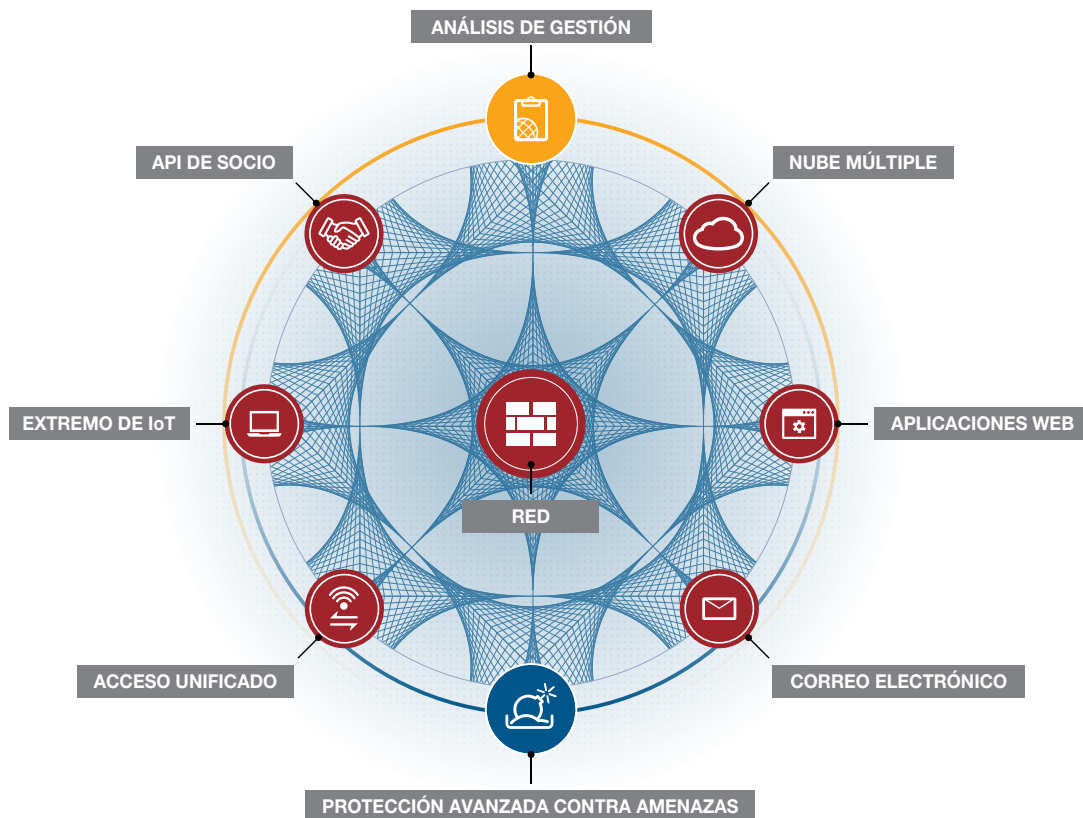 ANÁLISIS DE GESTIÓN
API DE SOCIO
NUBE MÚLTIPLE
EXTREMO DE IoT
APLICACIONES WEB
RED
ACCESO UNIFICADO
CORREO ELECTRÓNICO
PROTECCIÓN AVANZADA CONTRA AMENAZAS